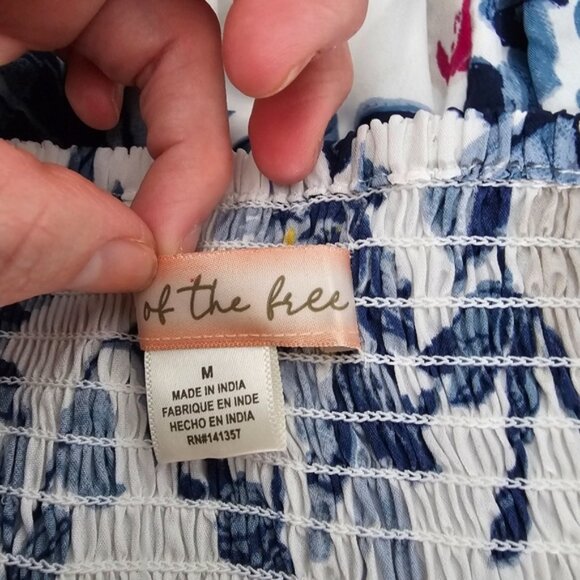 of the free
M
MADE IN INDIA
FABRIQUE EN INDE
HECHO EN INDIA
RN#141357